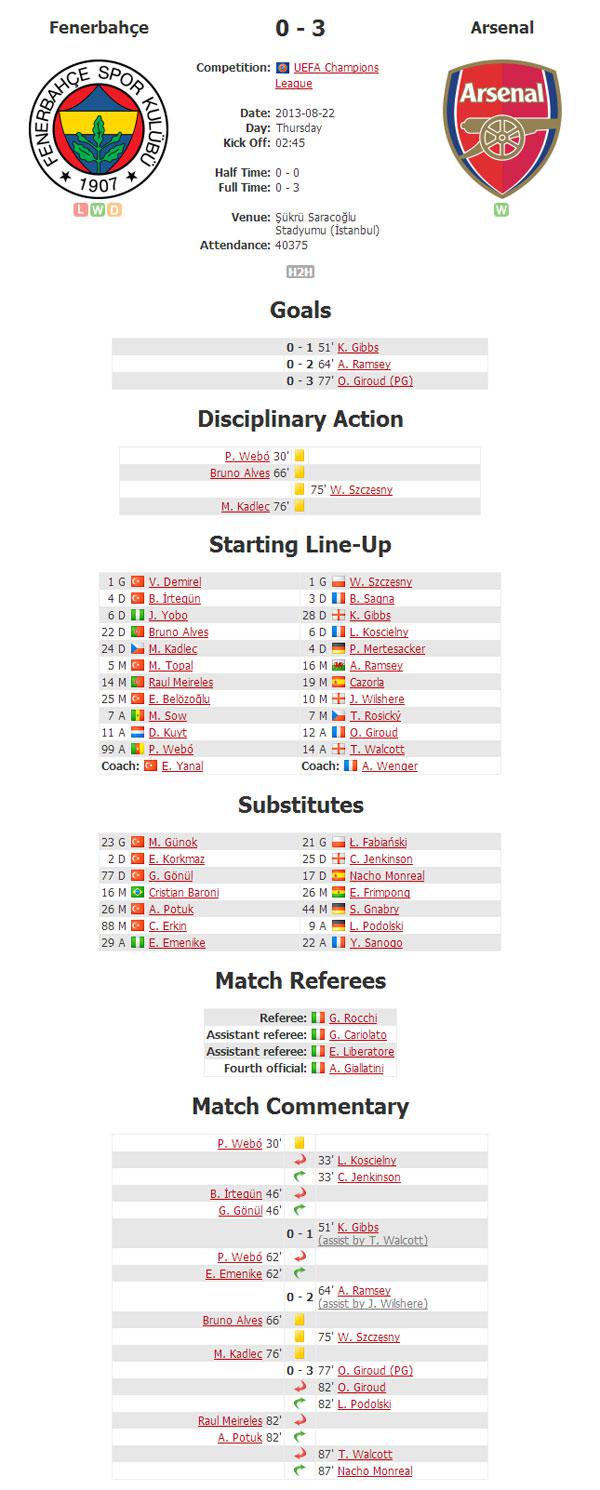 Fenerbahçe 0 - 3 Arsenal
FENERBAHÇE SPOR KULÜBÜ
★ 1907 ★
Arsenal
Competition: UEFA Champions
League
Date: 2013-08-22
Day: Thursday
Kick Off: 02:45
Half Time: 0 - 0
Full Time: 0 - 3
L W D
W
Venue: Şükrü Saracoğlu
Stadyumu (İstanbul)
Attendance: 40375
H2H
Goals
0 - 1 51' K. Gibbs
0 - 2 64' A. Ramsey
0 - 3 77' O. Giroud (PG)
Disciplinary Action
P. Webó 30'
Bruno Alves 66'
75' W. Szczęsny
M. Kadlec 76'
Starting Line-Up
1 G V. Demirel 1 G W. Szczęsny
4 D B. İrtegün 3 D B. Sagna
6 D J. Yobo 28 D K. Gibbs
22 D Bruno Alves 6 D L. Koscielny
24 D M. Kadlec 4 D P. Mertesacker
5 M M. Topal 16 M A. Ramsey
14 M Raul Meireles 19 M Cazorla
25 M E. Belözoğlu 10 M J. Wilshere
7 A M. Sow 7 M T. Rosický
11 A D. Kuyt 12 A O. Giroud
99 A P. Webó 14 A T. Walcott
Coach: E. Yanal Coach: A. Wenger
Substitutes
23 G M. Günok 21 G Ł. Fabiański
2 D E. Korkmaz 25 D C. Jenkinson
77 D G. Gönül 17 D Nacho Monreal
16 M Cristian Baroni 26 M E. Frimpong
26 M A. Potuk 44 M S. Gnabry
88 M C. Erkin 9 A L. Podolski
29 A E. Emenike 22 A Y. Sanogo
Match Referees
Referee: G. Rocchi
Assistant referee: G. Cariolato
Assistant referee: E. Liberatore
Fourth official: A. Giallatini
Match Commentary
P. Webó 30'
33' L. Koscielny
33' C. Jenkinson
B. İrtegün 46'
G. Gönül 46'
0 - 1 51' K. Gibbs
(assist by T. Walcott)
P. Webó 62'
E. Emenike 62'
0 - 2 64' A. Ramsey
(assist by J. Wilshere)
Bruno Alves 66'
75' W. Szczęsny
M. Kadlec 76'
0 - 3 77' O. Giroud (PG)
82' O. Giroud
82' L. Podolski
Raul Meireles 82'
A. Potuk 82'
87' T. Walcott
87' Nacho Monreal